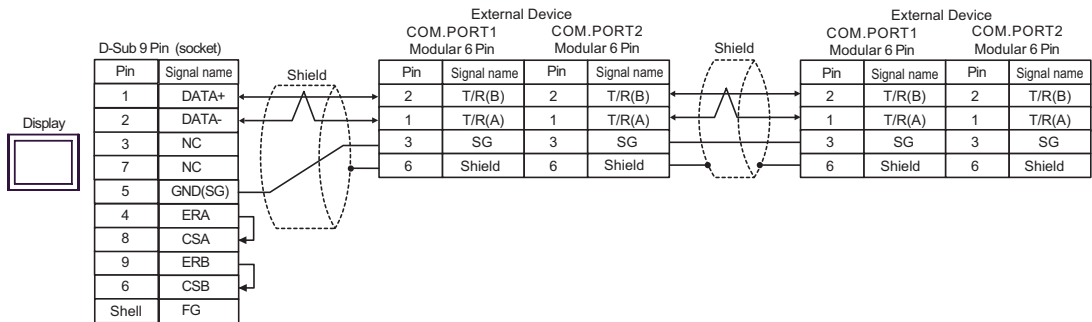 External Device
External Device
COM.PORT1 COM.PORT2
COM.PORT1 COM.PORT2
D-Sub 9 Pin (socket) Modular 6 Pin Modular 6 Pin Shield Modular 6 Pin Modular 6 Pin
Pin Signal name Shield Pin Signal name Pin Signal name Pin Signal name Pin Signal name
1 DATA+ 2 T/R(B) 2 T/R(B) 2 T/R(B) 2 T/R(B)
Display 2 DATA- 1 T/R(A) 1 T/R(A) 1 T/R(A) 1 T/R(A)
3 NC 3 SG 3 SG 3 SG 3 SG
7 NC 6 Shield 6 Shield 6 Shield 6 Shield
5 GND(SG)
4 ERA
8 CSA
9 ERB
6 CSB
Shell FG